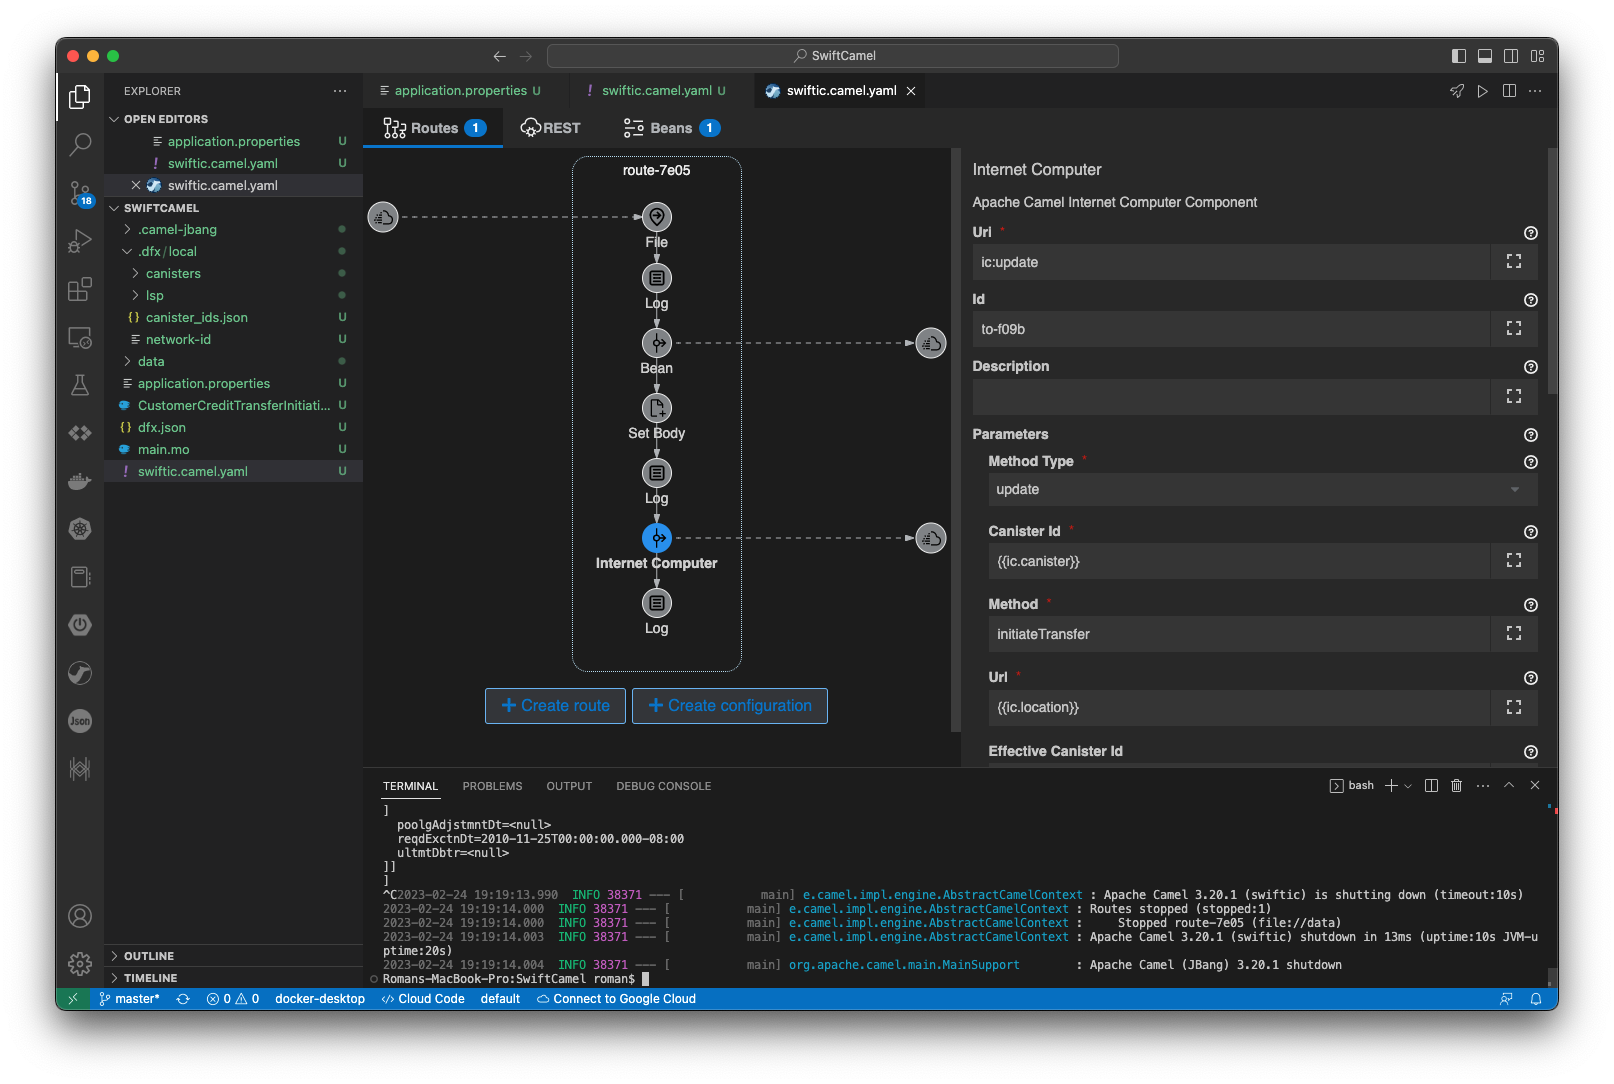 SwiftCamel
EXPLORER
OPEN EDITORS
application.properties U
! swiftic.camel.yaml U
swiftic.camel.yaml
SWIFTCAMEL
.camel-jbang
.dfx / local
canisters
lsp
{} canister_ids.json U
network-id U
data
application.properties U
CustomerCreditTransferInitiati... U
{} dfx.json U
main.mo U
! swiftic.camel.yaml U
OUTLINE
TIMELINE
18
Json
application.properties U
! swiftic.camel.yaml U
swiftic.camel.yaml
Routes 1
REST
Beans 1
route-7e05
File
Log
Bean
Set Body
Log
Internet Computer
Log
+ Create route
+ Create configuration
Internet Computer
Apache Camel Internet Computer Component
Uri *
ic:update
Id
to-f09b
Description
Parameters
Method Type *
update
Canister Id *
{{ic.canister}}
Method *
initiateTransfer
Url *
{{ic.location}}
Effective Canister Id
TERMINAL PROBLEMS OUTPUT DEBUG CONSOLE
bash
]
poolgAdjstmntDt=<null>
reqdExctnDt=2010-11-25T00:00:00.000-08:00
ultmtDbtr=<null>
]]
]
^C2023-02-24 19:19:13.990 INFO 38371 --- [ main] e.camel.impl.engine.AbstractCamelContext : Apache Camel 3.20.1 (swiftic) is shutting down (timeout:10s)
2023-02-24 19:19:14.000 INFO 38371 --- [ main] e.camel.impl.engine.AbstractCamelContext : Routes stopped (stopped:1)
2023-02-24 19:19:14.000 INFO 38371 --- [ main] e.camel.impl.engine.AbstractCamelContext : Stopped route-7e05 (file://data)
2023-02-24 19:19:14.003 INFO 38371 --- [ main] e.camel.impl.engine.AbstractCamelContext : Apache Camel 3.20.1 (swiftic) shutdown in 13ms (uptime:10s JVM-u
ptime:20s)
2023-02-24 19:19:14.004 INFO 38371 --- [ main] org.apache.camel.main.MainSupport : Apache Camel (JBang) 3.20.1 shutdown
Romans-MacBook-Pro:SwiftCamel roman$
master* 0 0 docker-desktop </> Cloud Code default Connect to Google Cloud